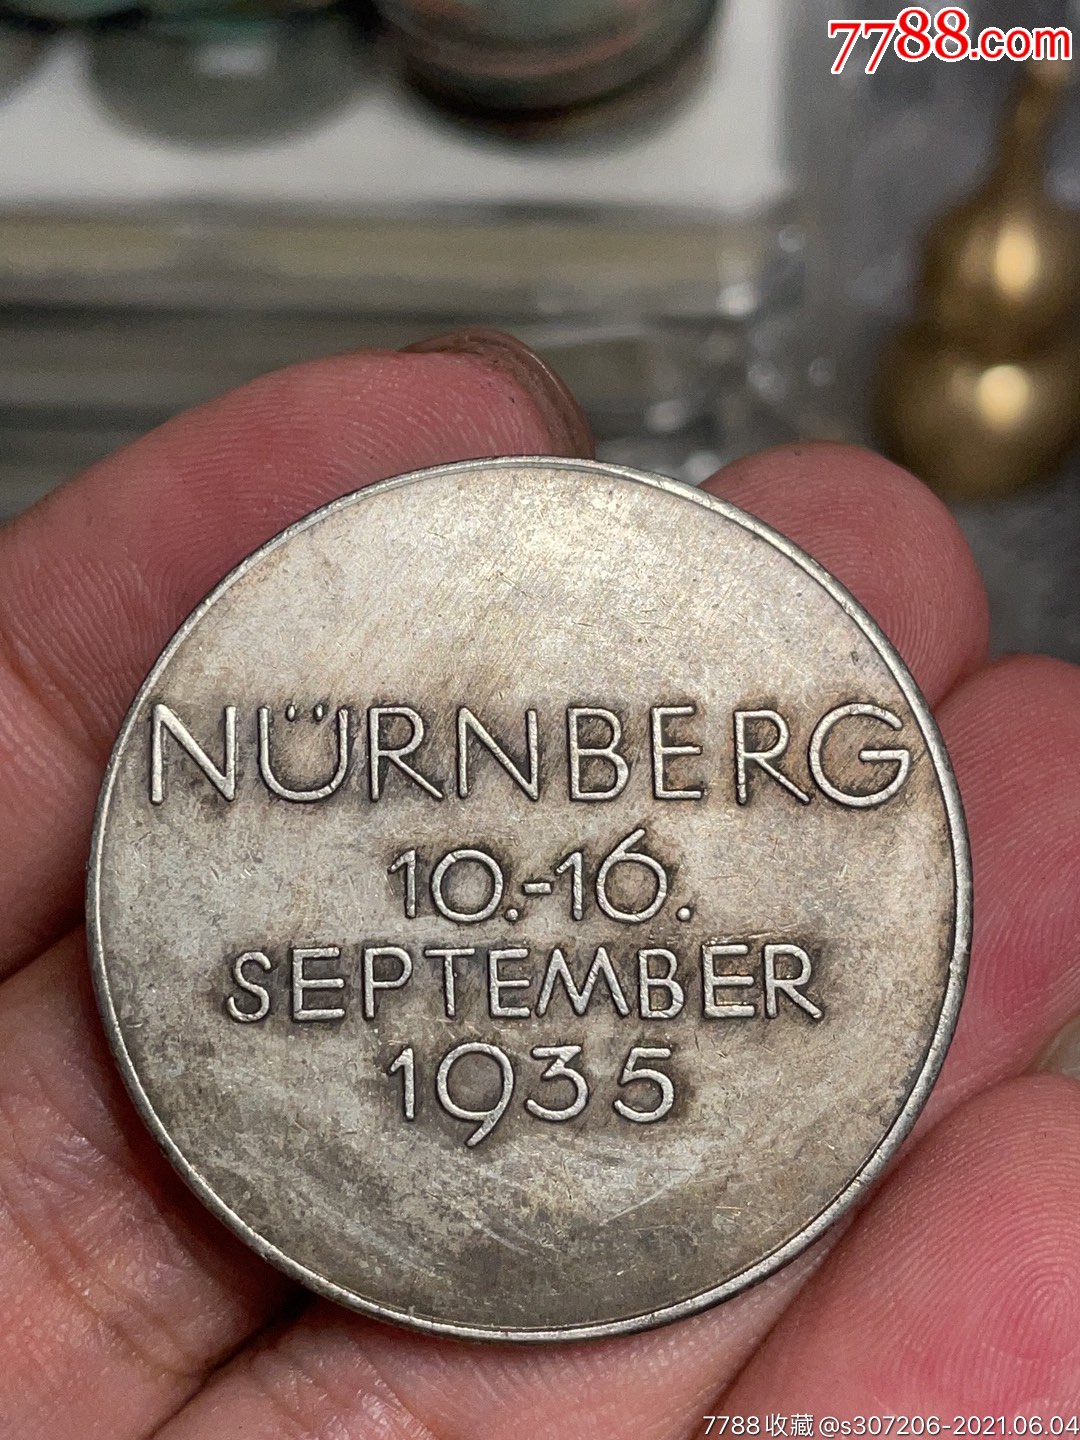 7788.com
NÜRNBERG
10.-16.
SEPTEMBER
1935
7788收藏@s307206-2021.06.04